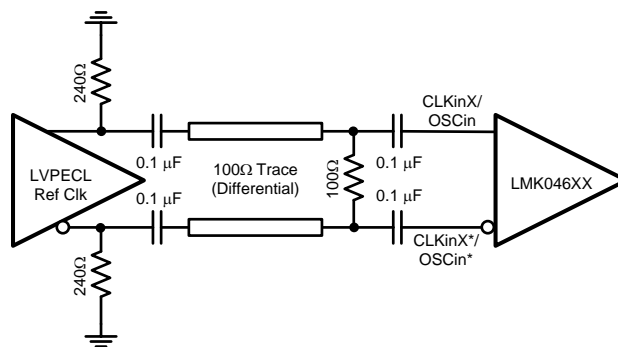 240Ω
CLKinX/
OSCin
0.1 μF
0.1 μF
LVPECL
Ref Clk
100Ω Trace
(Differential)
100Ω
LMK046XX
0.1 μF
0.1 μF
CLKinX*/
OSCin*
240Ω